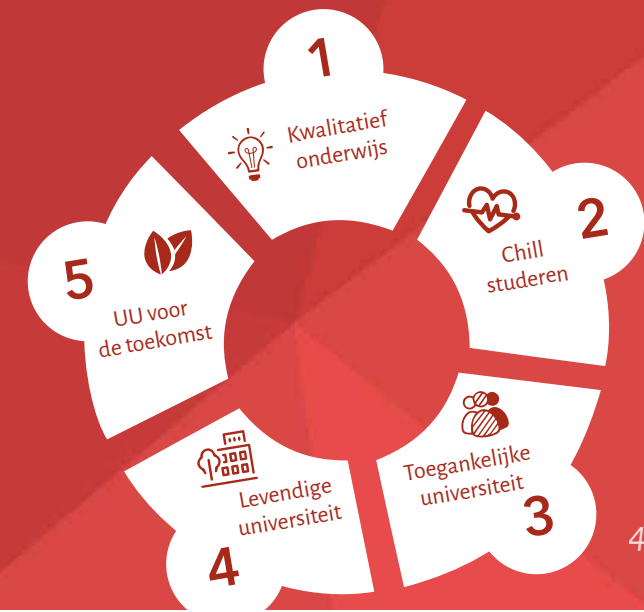 1
Kwalitatief
onderwijs
2
Chill
studeren
3
Toegankelijke
universiteit
4
Levendige
universiteit
5
UU voor
de toekomst
4